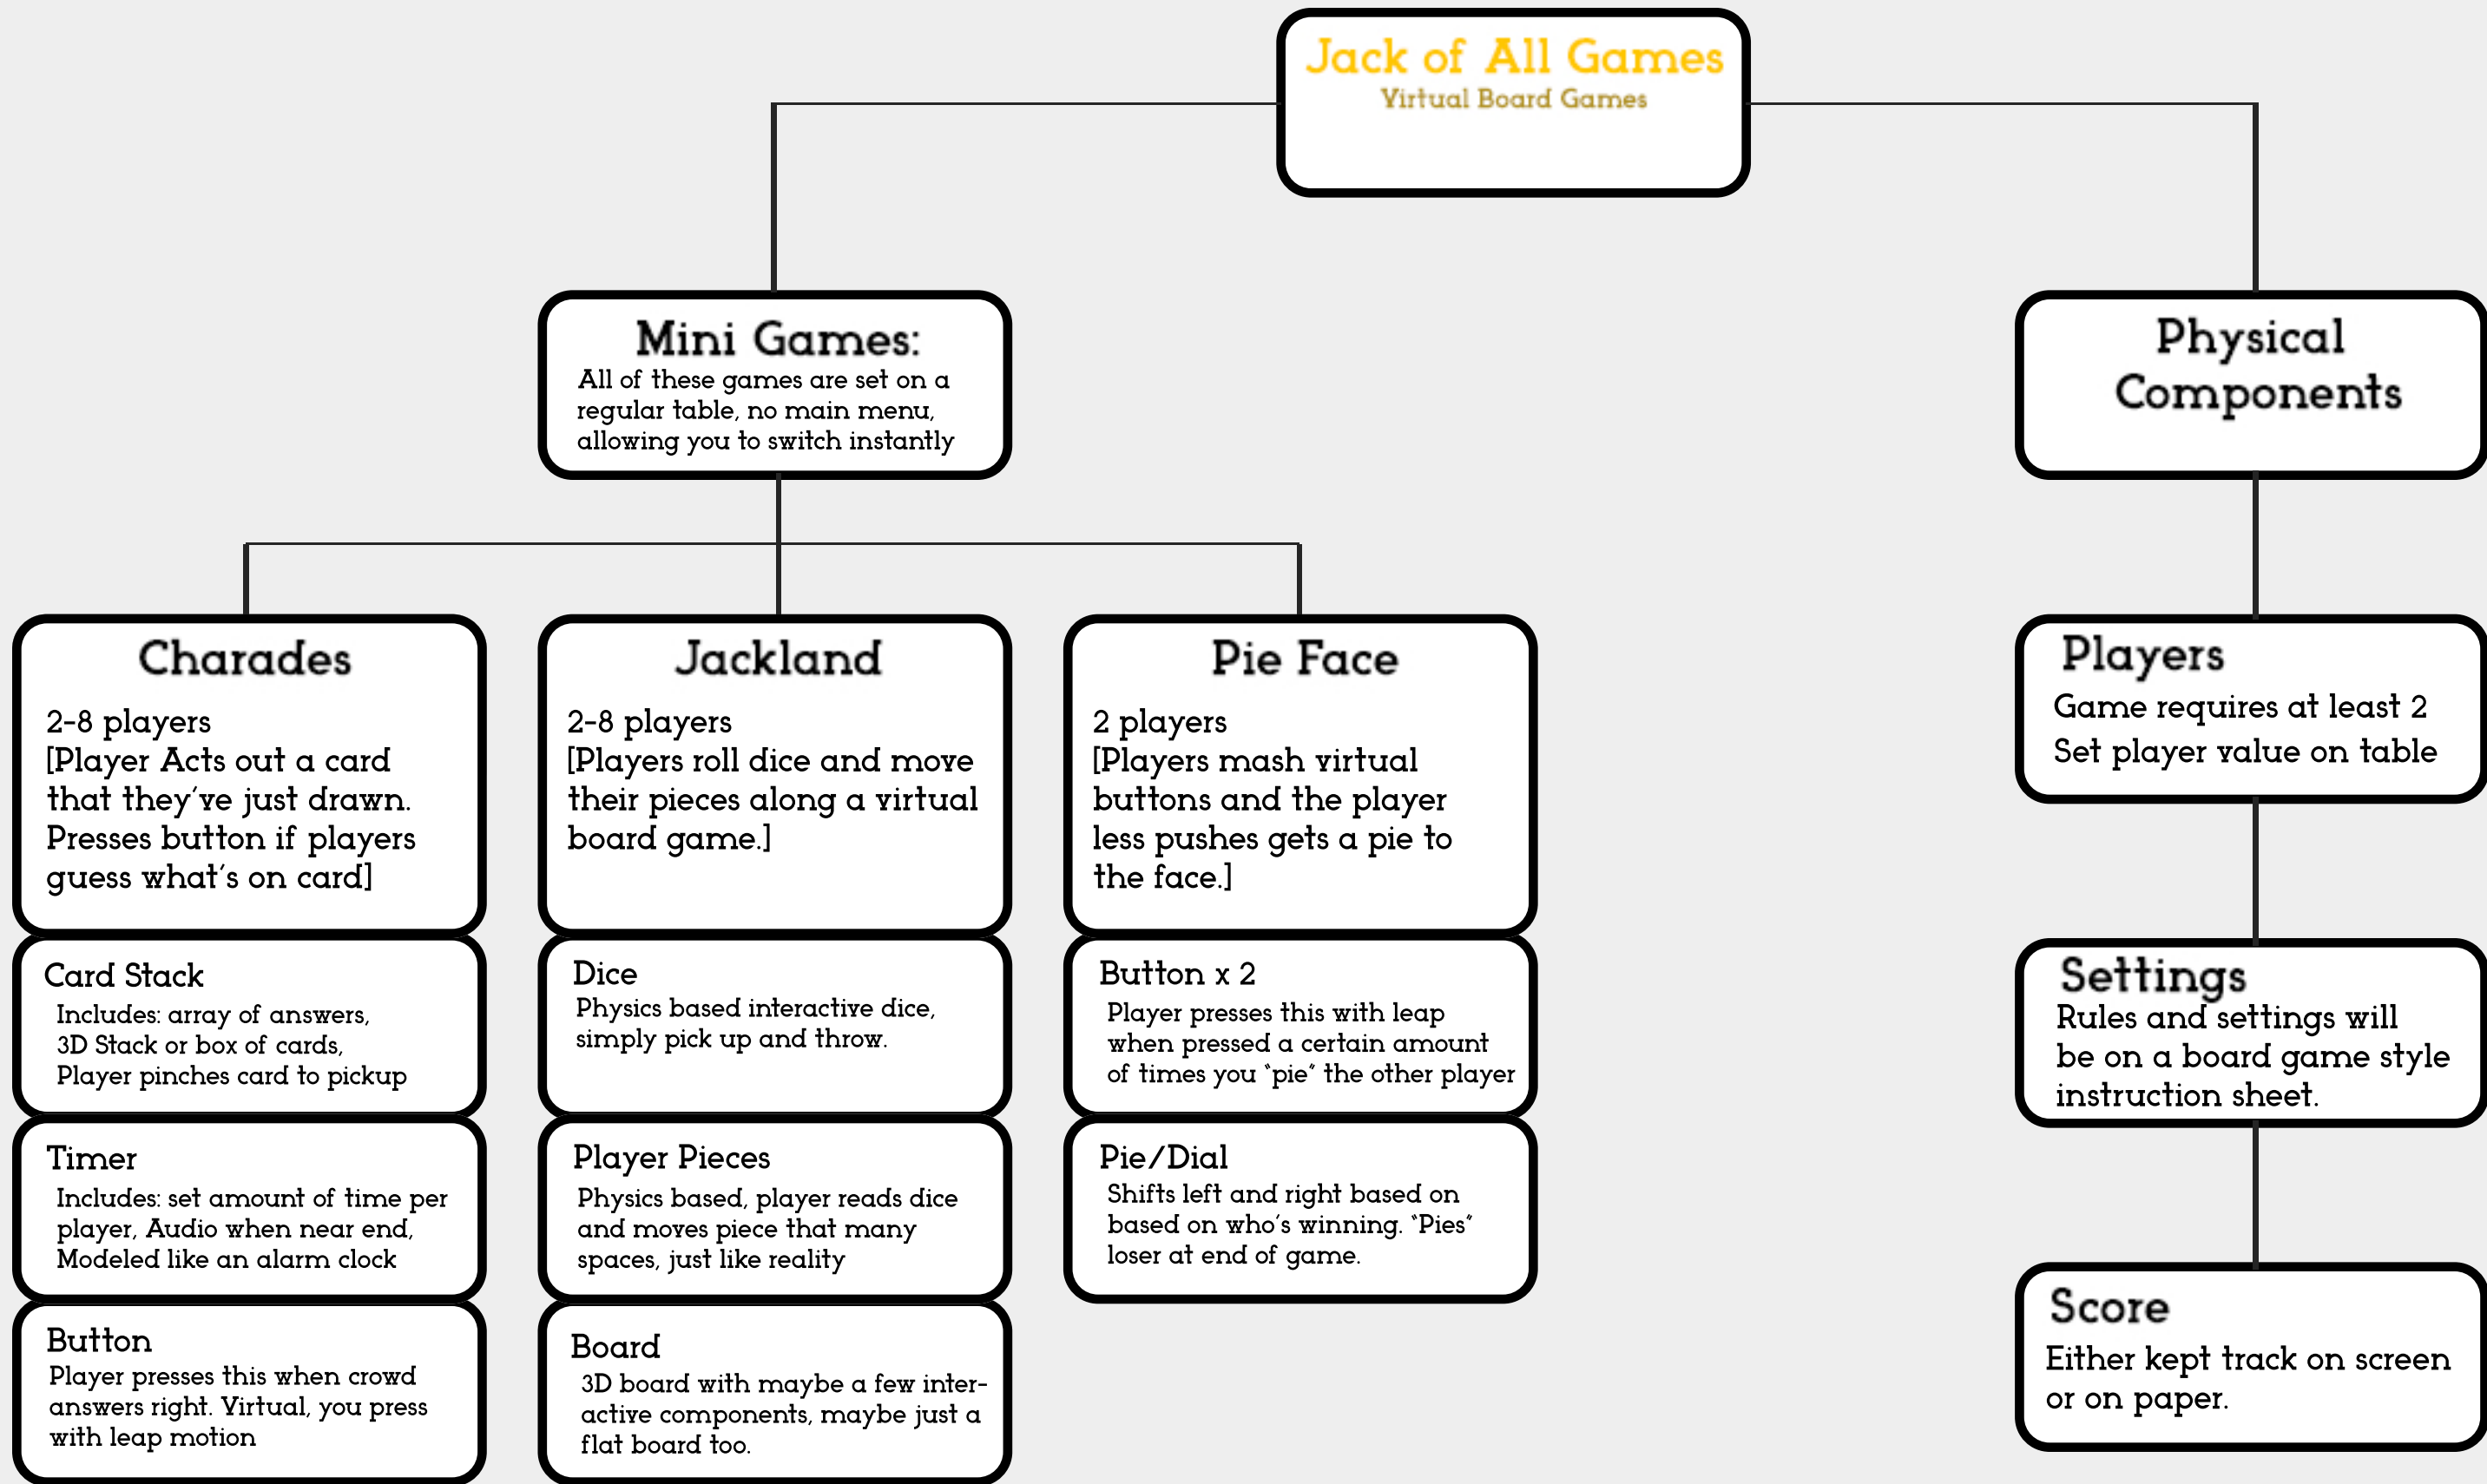 Jack of All Games
Virtual Board Games
Mini Games:
All of these games are set on a
regular table, no main menu,
allowing you to switch instantly
Physical
Components
Charades
2-8 players
[Player Acts out a card
that they've just drawn.
Presses button if players
guess what's on card]
Card Stack
Includes: array of answers,
3D Stack or box of cards,
Player pinches card to pickup
Timer
Includes: set amount of time per
player, Audio when near end,
Modeled like an alarm clock
Button
Player presses this when crowd
answers right. Virtual, you press
with leap motion
Jackland
2-8 players
[Players roll dice and move
their pieces along a virtual
board game.]
Dice
Physics based interactive dice,
simply pick up and throw.
Player Pieces
Physics based, player reads dice
and moves piece that many
spaces, just like reality
Board
3D board with maybe a few inter-
active components, maybe just a
flat board too.
Pie Face
2 players
[Players mash virtual
buttons and the player
less pushes gets a pie to
the face.]
Button x 2
Player presses this with leap
when pressed a certain amount
of times you "pie" the other player
Pie/Dial
Shifts left and right based on
based on who's winning. "Pies"
loser at end of game.
Players
Game requires at least 2
Set player value on table
Settings
Rules and settings will
be on a board game style
instruction sheet.
Score
Either kept track on screen
or on paper.